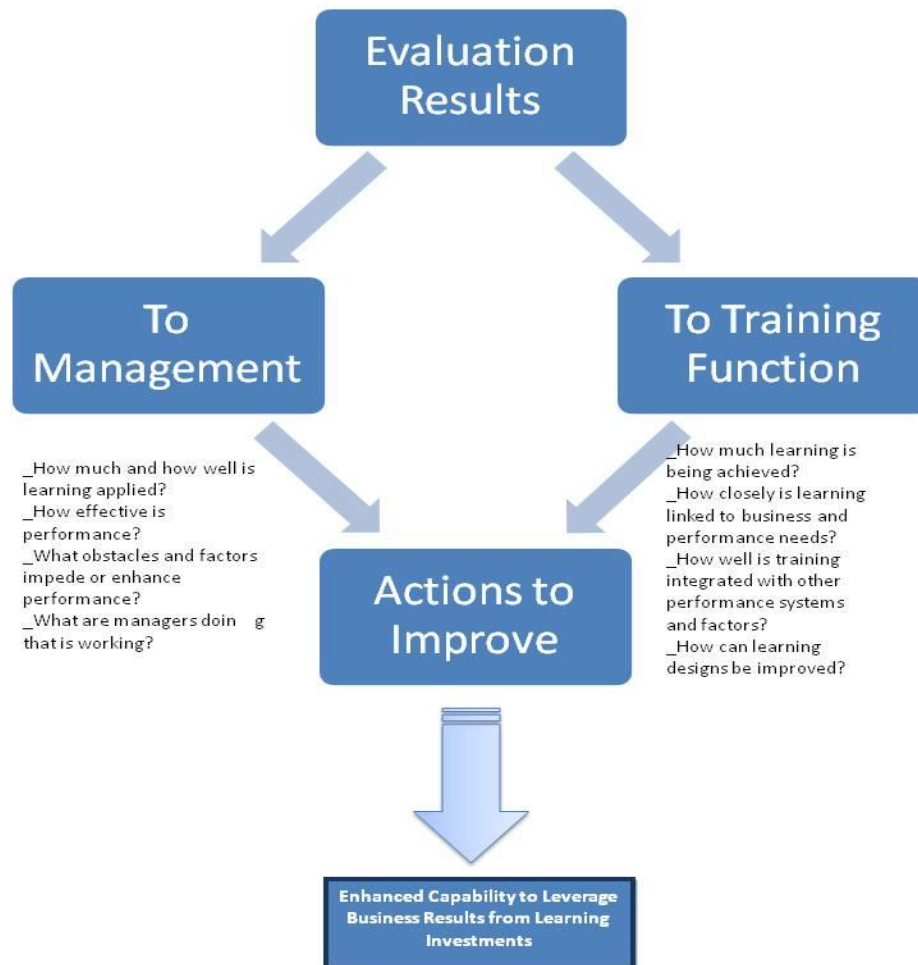 Evaluation
Results
To
Management
To Training
Function
_How much and how well is
learning applied?
_How effective is
performance?
_What obstacles and factors
impede or enhance
performance?
_What are managers doin g
that is working?
_How much learning is
being achieved?
_How closely is learning
linked to business and
performance needs?
_How well is training
integrated with other
performance systems
and factors?
_How can learning
designs be improved?
Actions to
Improve
Enhanced Capability to Leverage
Business Results from Learning
Investments